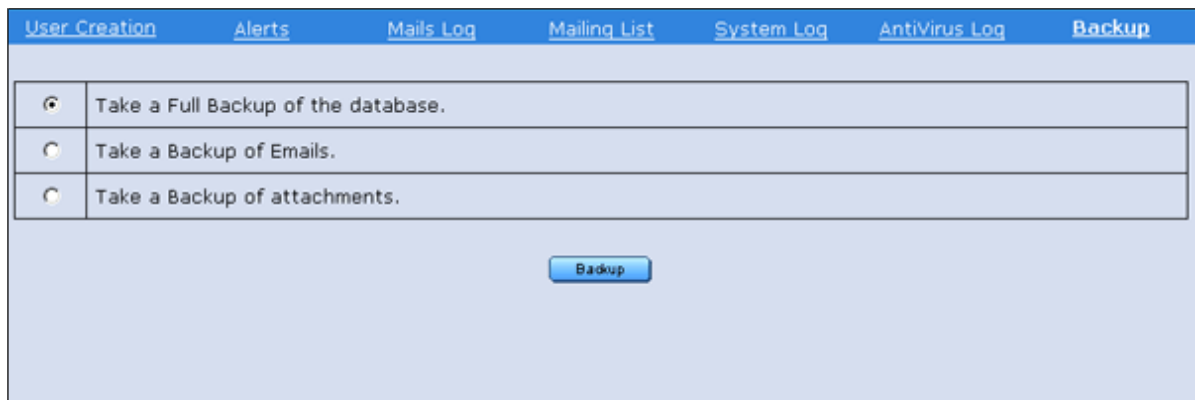 User Creation Alerts Mails Log Mailing List System Log AntiVirus Log Backup
Take a Full Backup of the database.
Take a Backup of Emails.
Take a Backup of attachments.
Backup